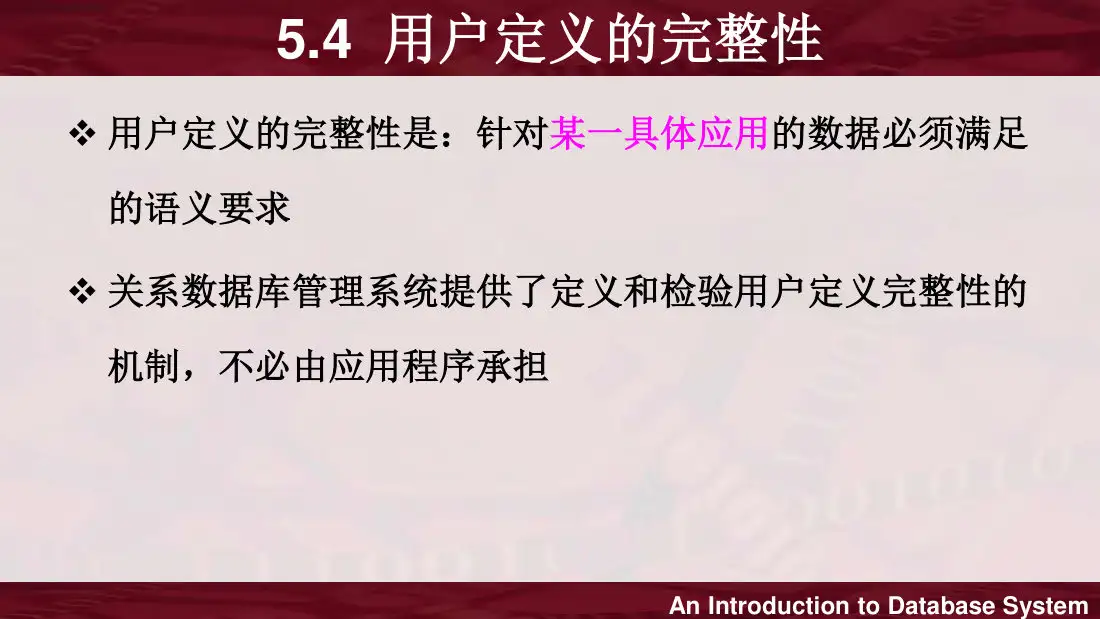 5.4 用户定义的完整性
❖ 用户定义的完整性是：针对某一具体应用的数据必须满足
的语义要求
❖ 关系数据库管理系统提供了定义和检验用户定义完整性的
机制，不必由应用程序承担
An Introduction to Database System